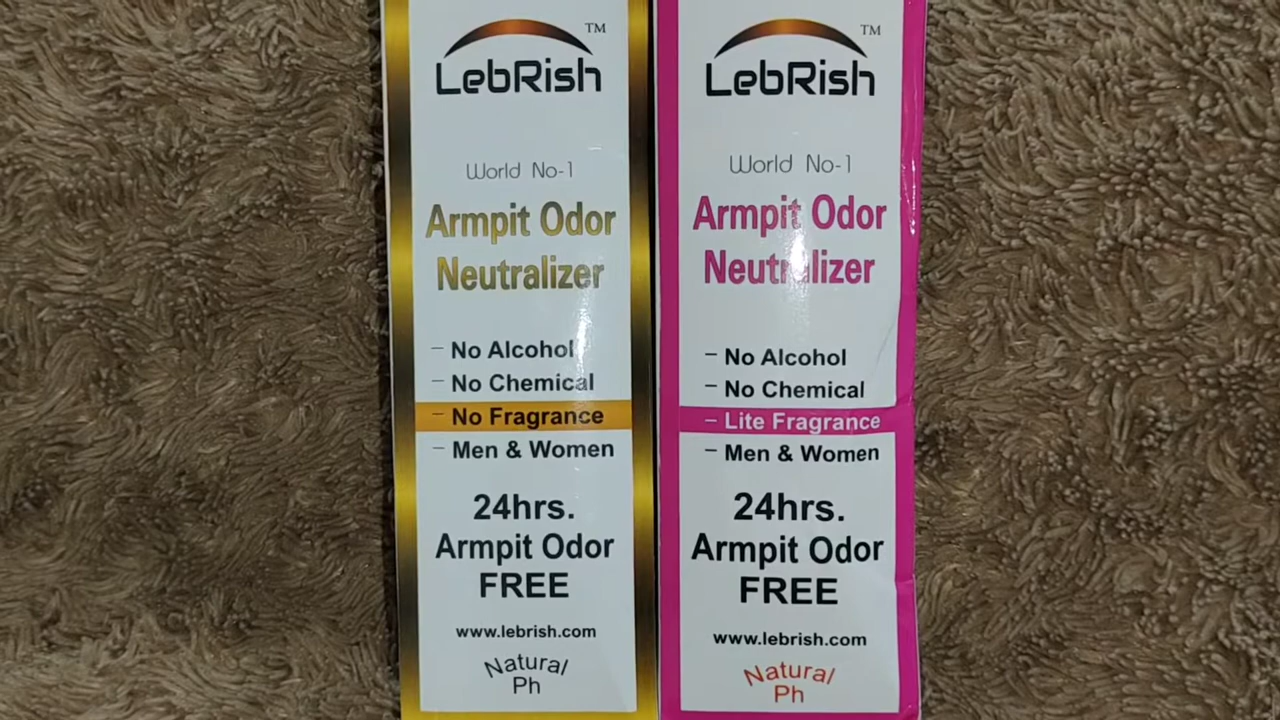 LebRish™
World No-1
Armpit Odor
Neutralizer
- No Alcohol
- No Chemical
- No Fragrance
- Men & Women
24hrs.
Armpit Odor
FREE
www.lebrish.com
Natural
Ph
LebRish™
World No-1
Armpit Odor
Neutralizer
- No Alcohol
- No Chemical
- Lite Fragrance
- Men & Women
24hrs.
Armpit Odor
FREE
www.lebrish.com
Natural
Ph